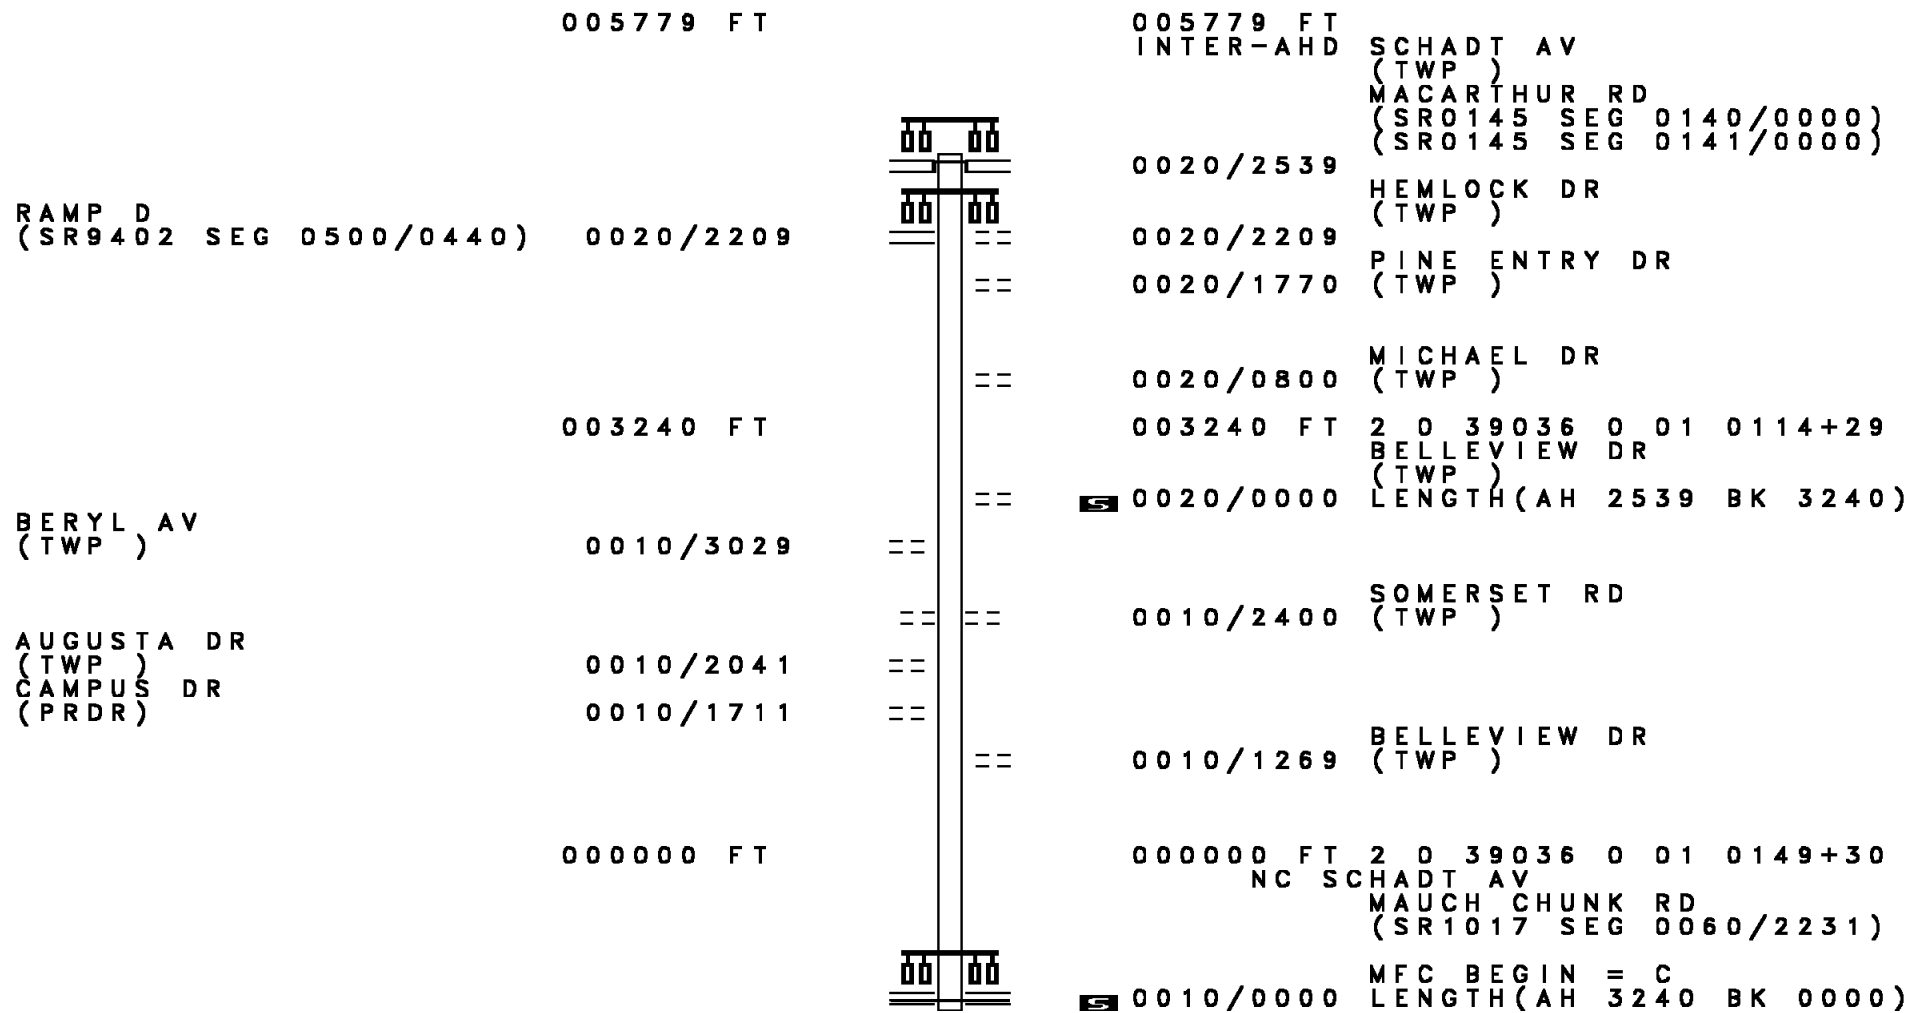 005779 FT 005779 FT
INTER-AHD SCHADT AV
(TWP )
MACARTHUR RD
(SR0145 SEG 0140/0000)
(SR0145 SEG 0141/0000)
0020/2539
HEMLOCK DR
RAMP D (TWP )
(SR9402 SEG 0500/0440) 0020/2209 0020/2209
PINE ENTRY DR
0020/1770 (TWP )
MICHAEL DR
0020/0800 (TWP )
003240 FT 003240 FT 2 0 39036 0 01 0114+29
BELLEVIEW DR
(TWP )
S 0020/0000 LENGTH(AH 2539 BK 3240)
BERYL AV
(TWP ) 0010/3029
SOMERSET RD
0010/2400 (TWP )
AUGUSTA DR
(TWP ) 0010/2041
CAMPUS DR
(PRDR) 0010/1711
BELLEVIEW DR
0010/1269 (TWP )
000000 FT 000000 FT 2 0 39036 0 01 0149+30
NC SCHADT AV
MAUCH CHUNK RD
(SR1017 SEG 0060/2231)
MFC BEGIN = C
S 0010/0000 LENGTH(AH 3240 BK 0000)